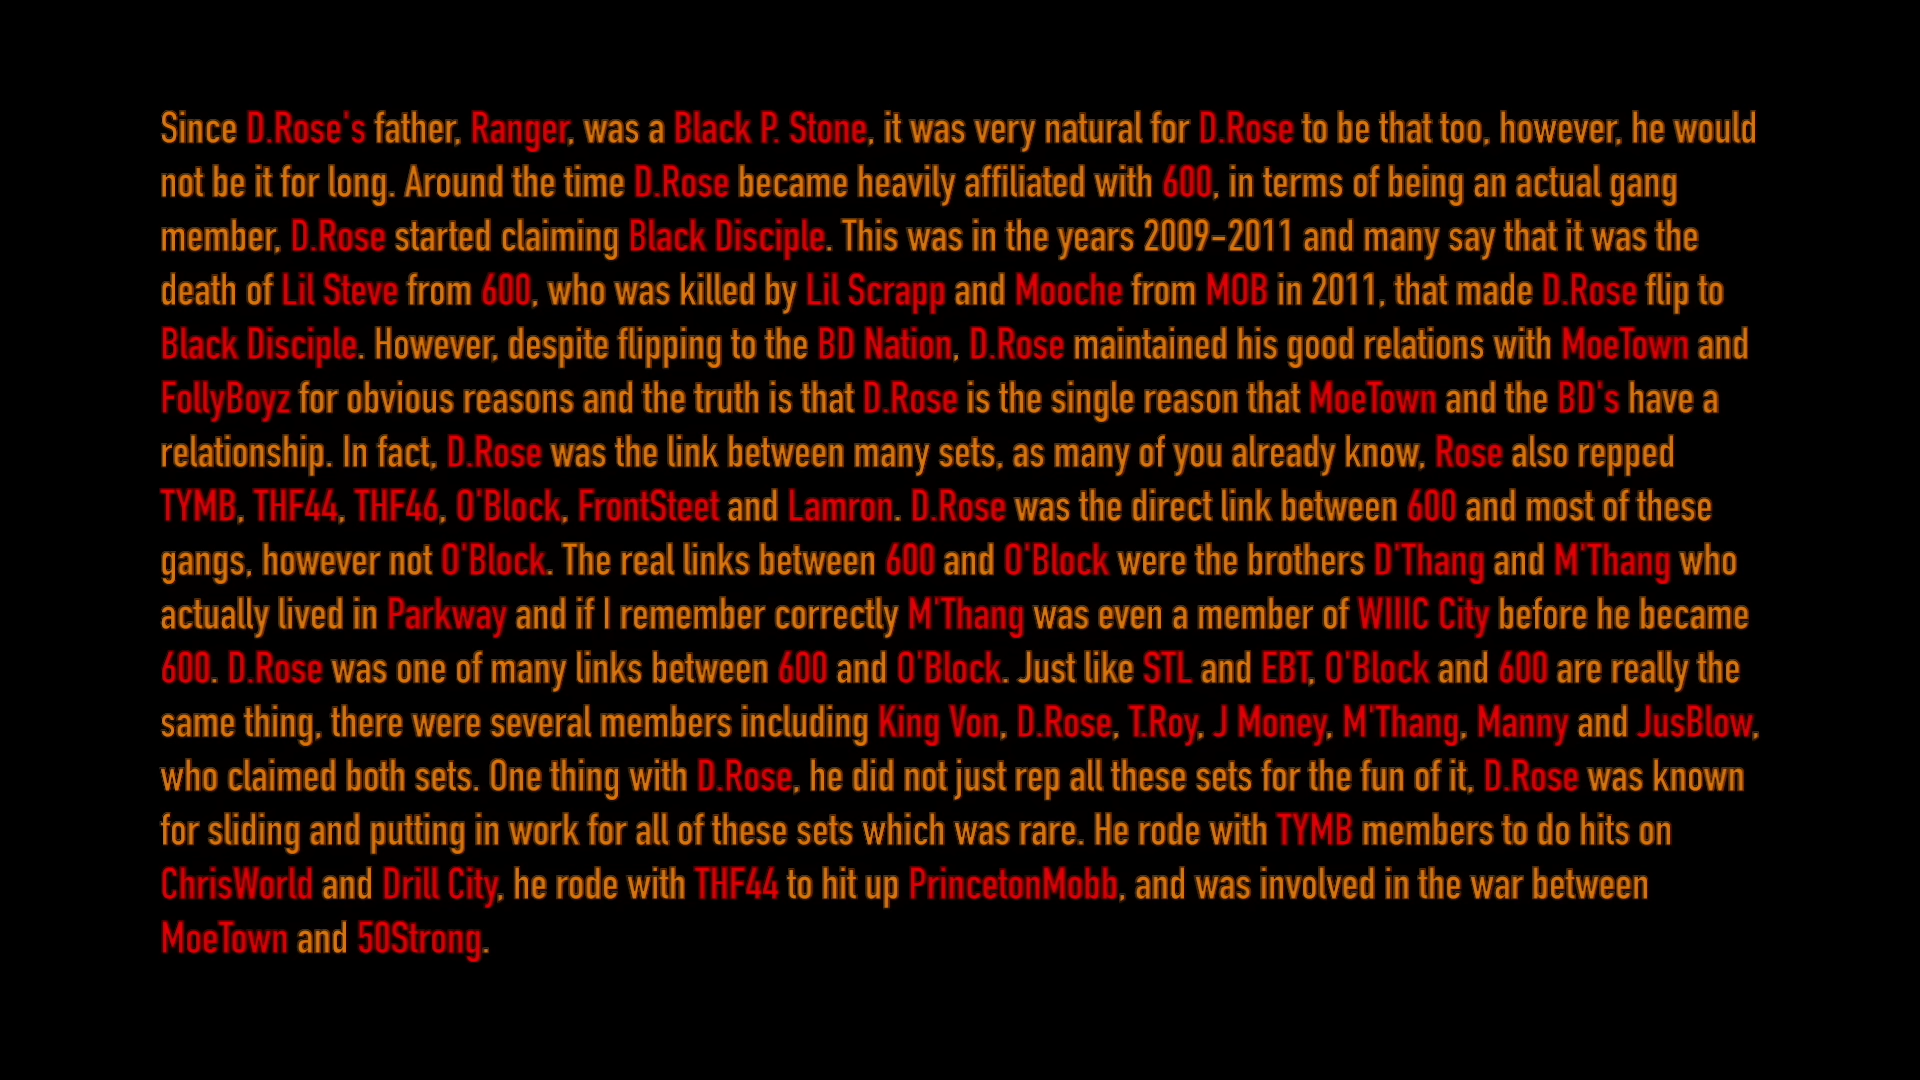 Since D.Rose's father, Ranger, was a Black P. Stone, it was very natural for D.Rose to be that too, however, he would
not be it for long. Around the time D.Rose became heavily affiliated with 600, in terms of being an actual gang
member, D.Rose started claiming Black Disciple. This was in the years 2009-2011 and many say that it was the
death of Lil Steve from 600, who was killed by Lil Scrapp and Mooche from MOB in 2011, that made D.Rose flip to
Black Disciple. However, despite flipping to the BD Nation, D.Rose maintained his good relations with MoeTown and
FollyBoyz for obvious reasons and the truth is that D.Rose is the single reason that MoeTown and the BD's have a
relationship. In fact, D.Rose was the link between many sets, as many of you already know, Rose also repped
TYMB, THF44, THF46, O'Block, FrontSteet and Lamron. D.Rose was the direct link between 600 and most of these
gangs, however not O'Block. The real links between 600 and O'Block were the brothers D'Thang and M'Thang who
actually lived in Parkway and if I remember correctly M'Thang was even a member of WIIIC City before he became
600. D.Rose was one of many links between 600 and O'Block. Just like STL and EBT, O'Block and 600 are really the
same thing, there were several members including King Von, D.Rose, T.Roy, J Money, M'Thang, Manny and JusBlow,
who claimed both sets. One thing with D.Rose, he did not just rep all these sets for the fun of it, D.Rose was known
for sliding and putting in work for all of these sets which was rare. He rode with TYMB members to do hits on
ChrisWorld and Drill City, he rode with THF44 to hit up PrincetonMobb, and was involved in the war between
MoeTown and 50Strong.